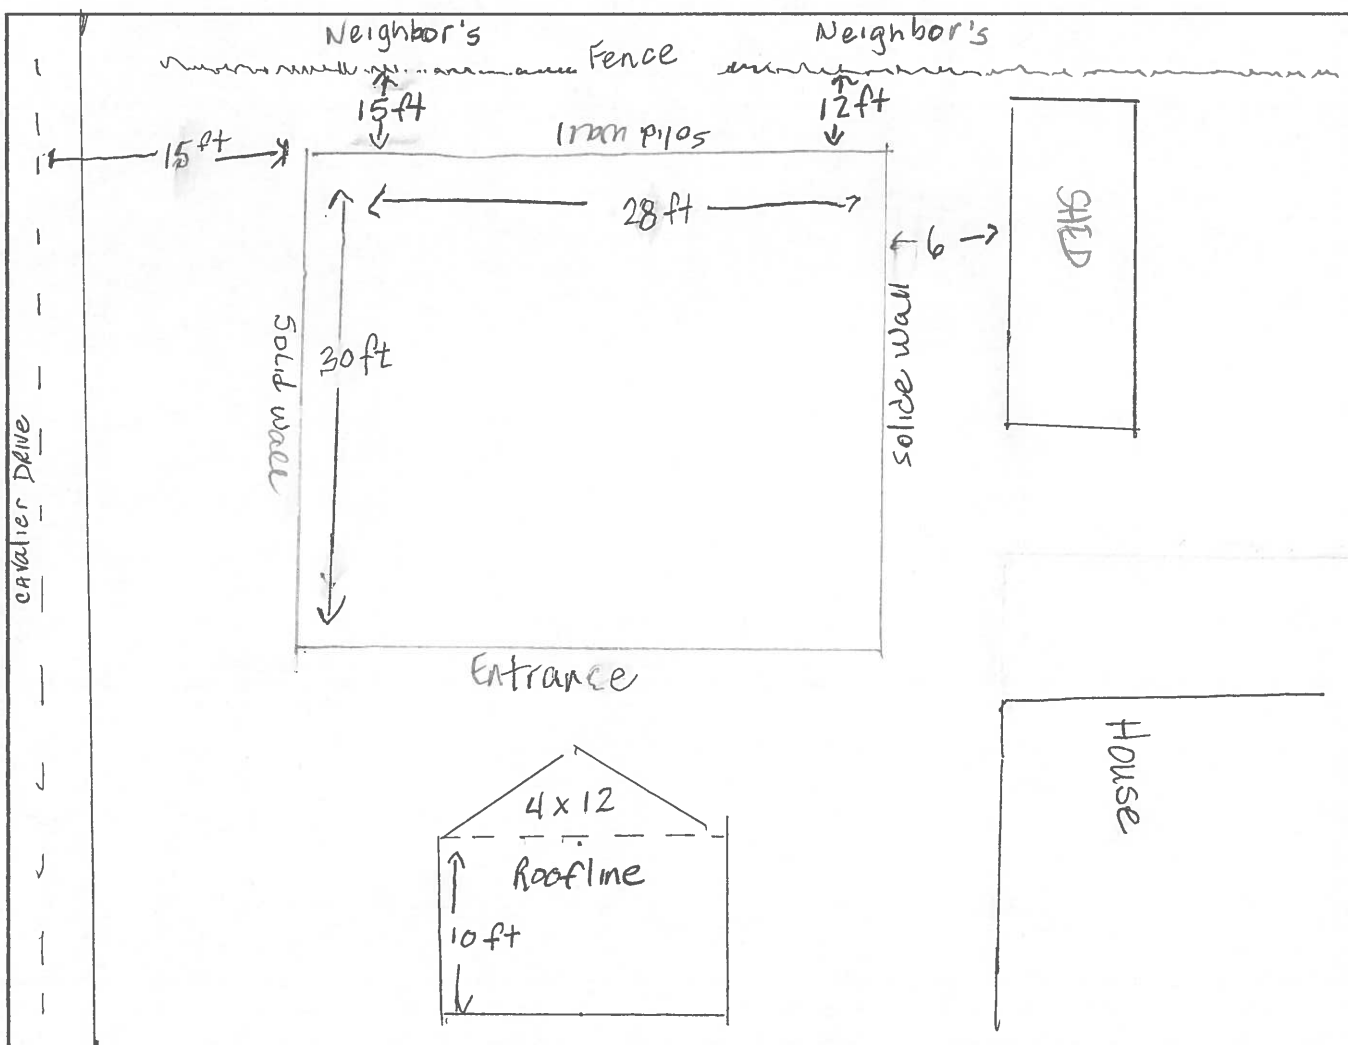 Neighbor's
Neighbor's
Fence
15ft
12ft
15ft
Iron pilos
28ft
6
SHED
30ft
Solid wall
solide wall
CAValier DRIVE
Entrance
House
4 x 12
Roofline
10ft